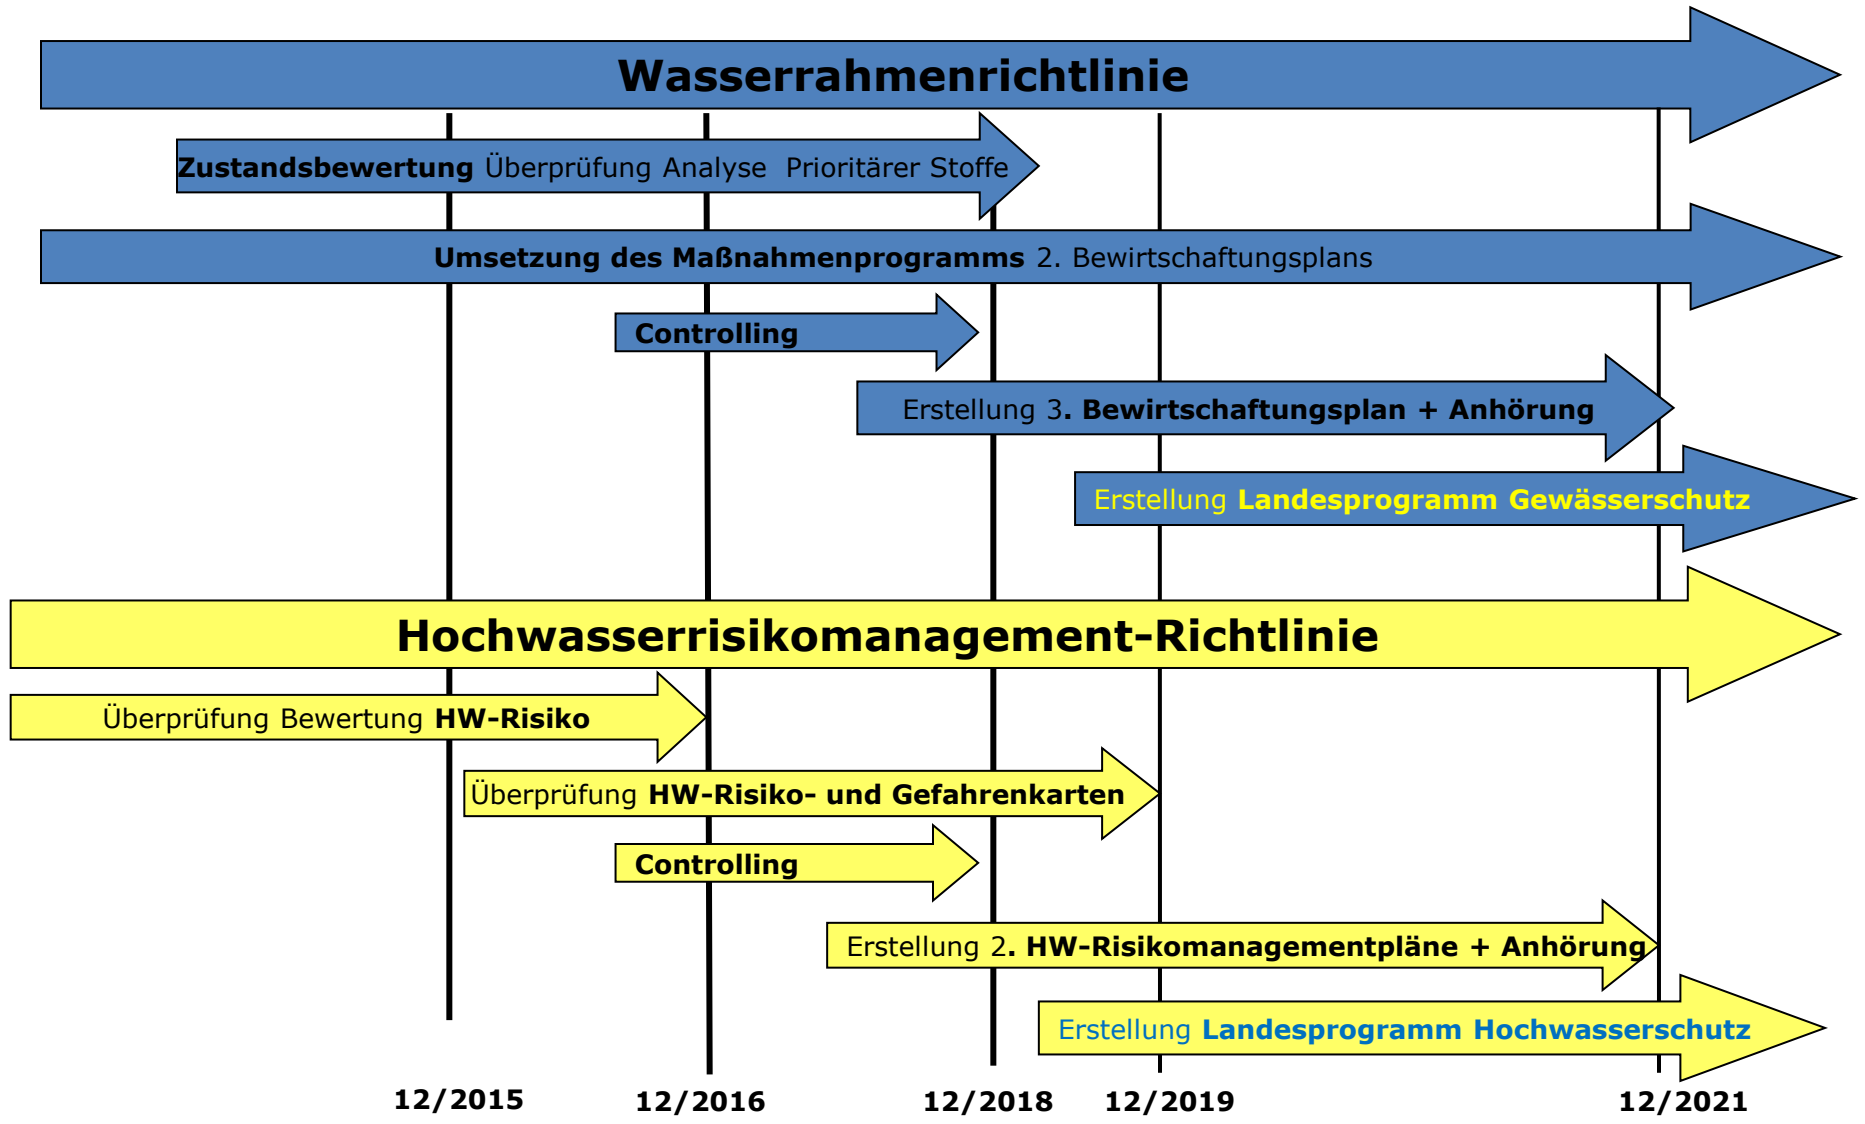 Wasserrahmenrichtlinie
Zustandsbewertung Überprüfung Analyse Prioritärer Stoffe
Umsetzung des Maßnahmenprogramms 2. Bewirtschaftungsplans
Controlling
Erstellung 3. Bewirtschaftungsplan + Anhörung
Erstellung Landesprogramm Gewässerschutz
Hochwasserrisikomanagement-Richtlinie
Überprüfung Bewertung HW-Risiko
Überprüfung HW-Risiko- und Gefahrenkarten
Controlling
Erstellung 2. HW-Risikomanagementpläne + Anhörung
Erstellung Landesprogramm Hochwasserschutz
12/2015 12/2016 12/2018 12/2019 12/2021